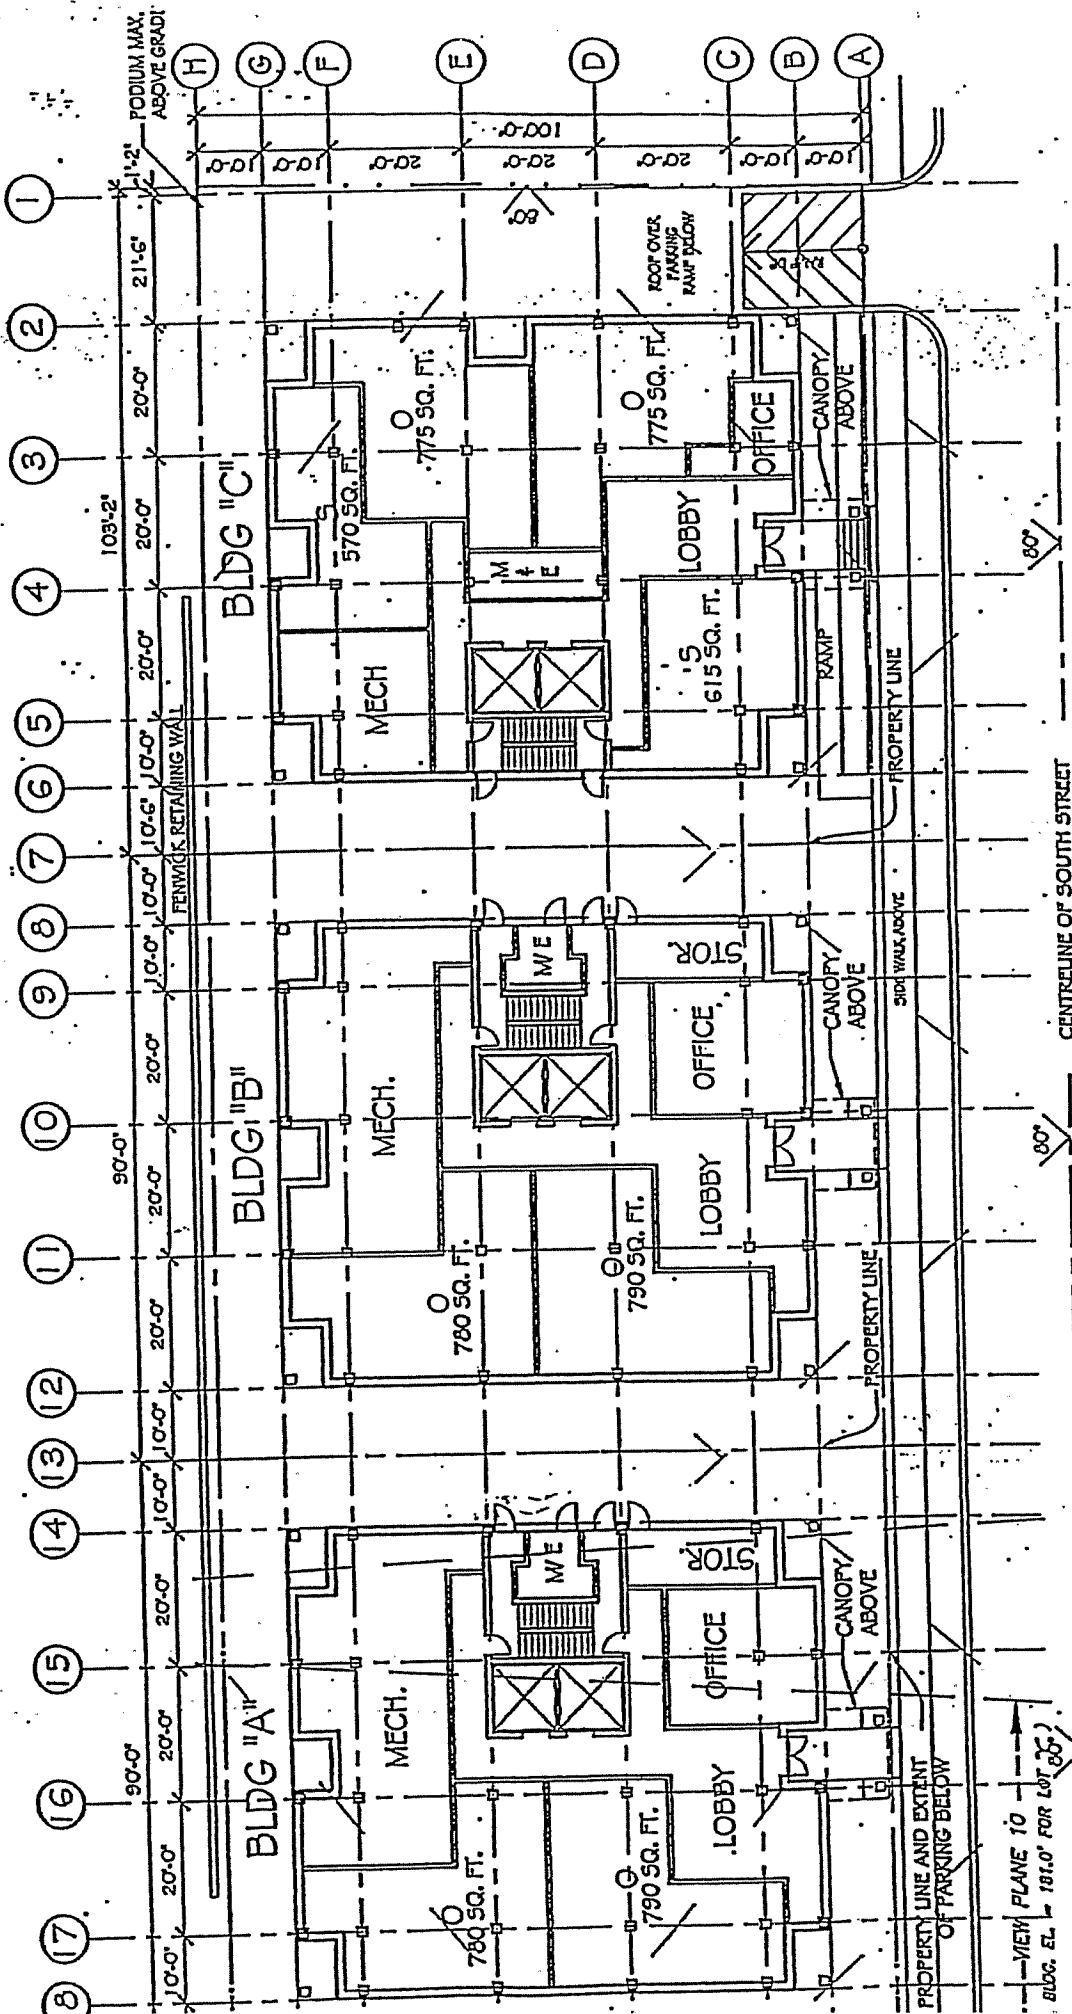 PODIUM MAX.
ABOVE GRAD
H
G
F
E
D
C
B
A
100'-0"
10'-0"
10'-0"
20'-0"
20'-0"
20'-0"
10'-0"
10'-0"
1
1'-2"
21'-6"
80°
ROOF OVER
PARKING
RAMP BELOW
2
20'-0"
3
103'-2"
20'-0"
4
20'-0"
5
10'-0"
6
10'-6"
7
10'-0"
8
10'-0"
9
20'-0"
10
90'-0"
20'-0"
11
20'-0"
12
10'-0"
13
10'-0"
14
20'-0"
15
20'-0"
90'-0"
16
20'-0"
17
10'-0"
8
FENWICK RETAINING WALL
BLDG "C"
O
775 SQ. FT.
O
775 SQ. FT.
S
570 SQ. FT.
OFFICE
LOBBY
M
&
E
S
615 SQ. FT.
MECH
CANOPY
ABOVE
RAMP
PROPERTY LINE
80°
CENTRELINE OF SOUTH STREET
BLDG "B"
MECH.
M/E
STOR.
OFFICE
LOBBY
O
780 SQ. FT.
O
790 SQ. FT.
CANOPY
ABOVE
SIDEWALK ABOVE
80°
PROPERTY LINE
BLDG "A"
MECH.
M/E
STOR.
OFFICE
LOBBY
O
780 SQ. FT.
O
790 SQ. FT.
CANOPY
ABOVE
PROPERTY LINE AND EXTENT
OF PARKING BELOW
VIEW PLANE 10
BLDG. EL = 181.0' FOR LOT
80°